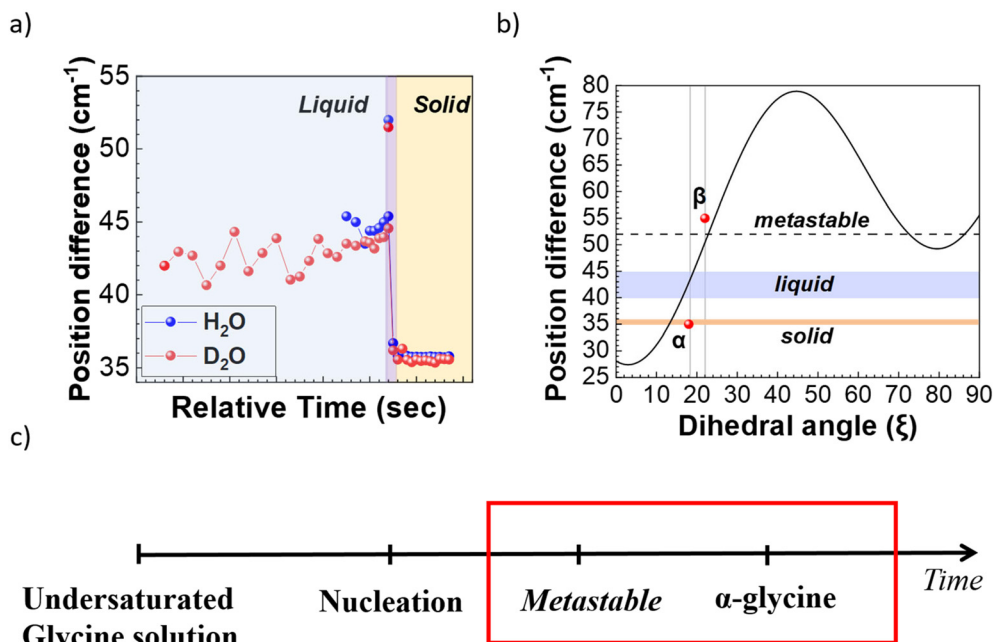 a)
Position difference (cm⁻¹)
55
50
45
40
35
Liquid
Solid
H₂O
D₂O
Relative Time (sec)
b)
Position difference (cm⁻¹)
80
75
70
65
60
55
50
45
40
35
30
25
β
metastable
liquid
α
solid
0 10 20 30 40 50 60 70 80 90
Dihedral angle (ξ)
c)
Time
Undersaturated
Glycine solution
Nucleation
Metastable
α-glycine